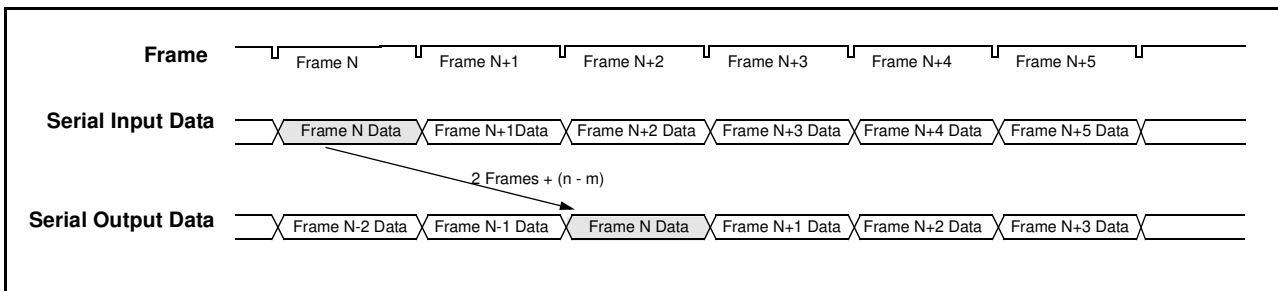 Frame
Frame N Frame N+1 Frame N+2 Frame N+3 Frame N+4 Frame N+5
Serial Input Data
Frame N Data Frame N+1Data Frame N+2 Data Frame N+3 Data Frame N+4 Data Frame N+5 Data
2 Frames + (n - m)
Serial Output Data
Frame N-2 Data Frame N-1 Data Frame N Data Frame N+1 Data Frame N+2 Data Frame N+3 Data